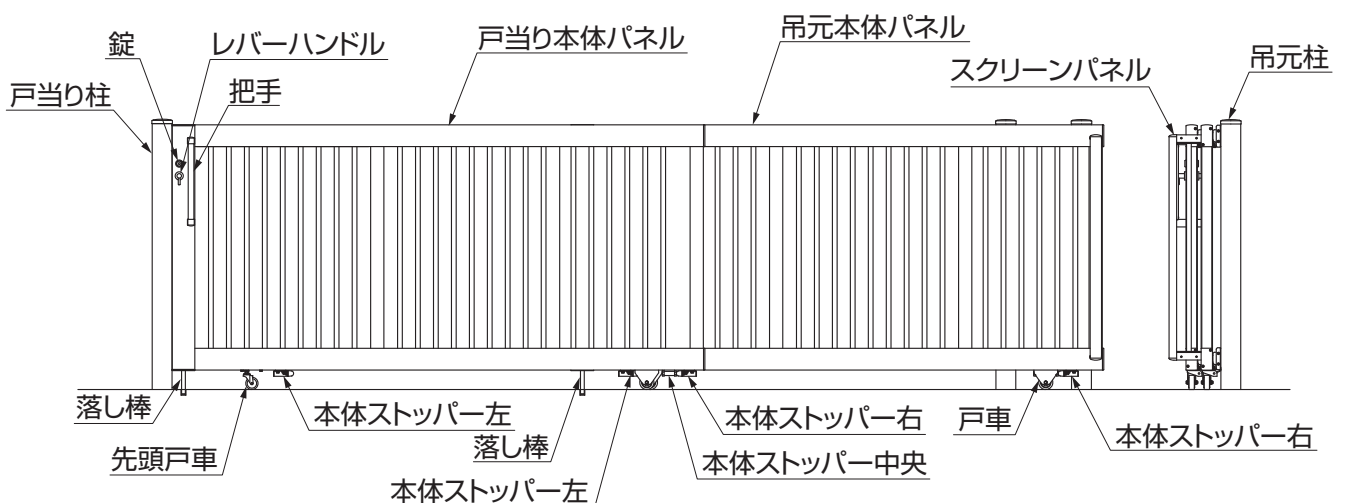 錠
レバーハンドル
戸当り本体パネル
吊元本体パネル
吊元柱
スクリーンパネル
戸当り柱
把手
落し棒
本体ストッパー左
落し棒
本体ストッパー右
戸車
本体ストッパー右
先頭戸車
本体ストッパー中央
本体ストッパー左